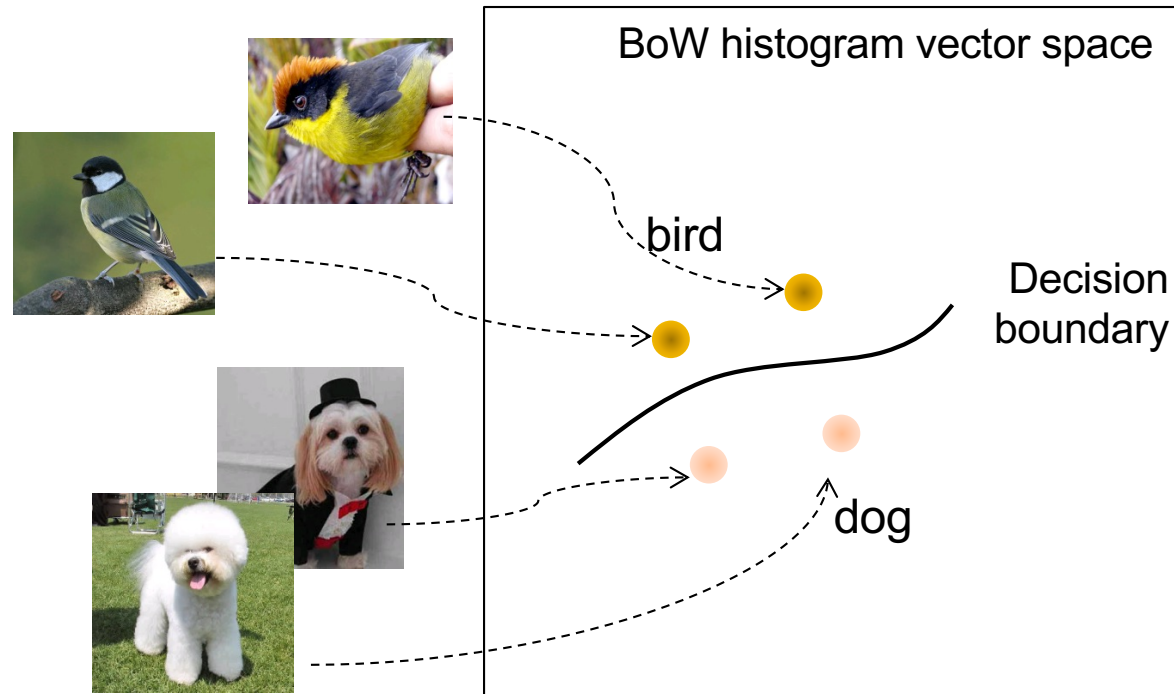 BoW histogram vector space
bird
Decision
boundary
dog